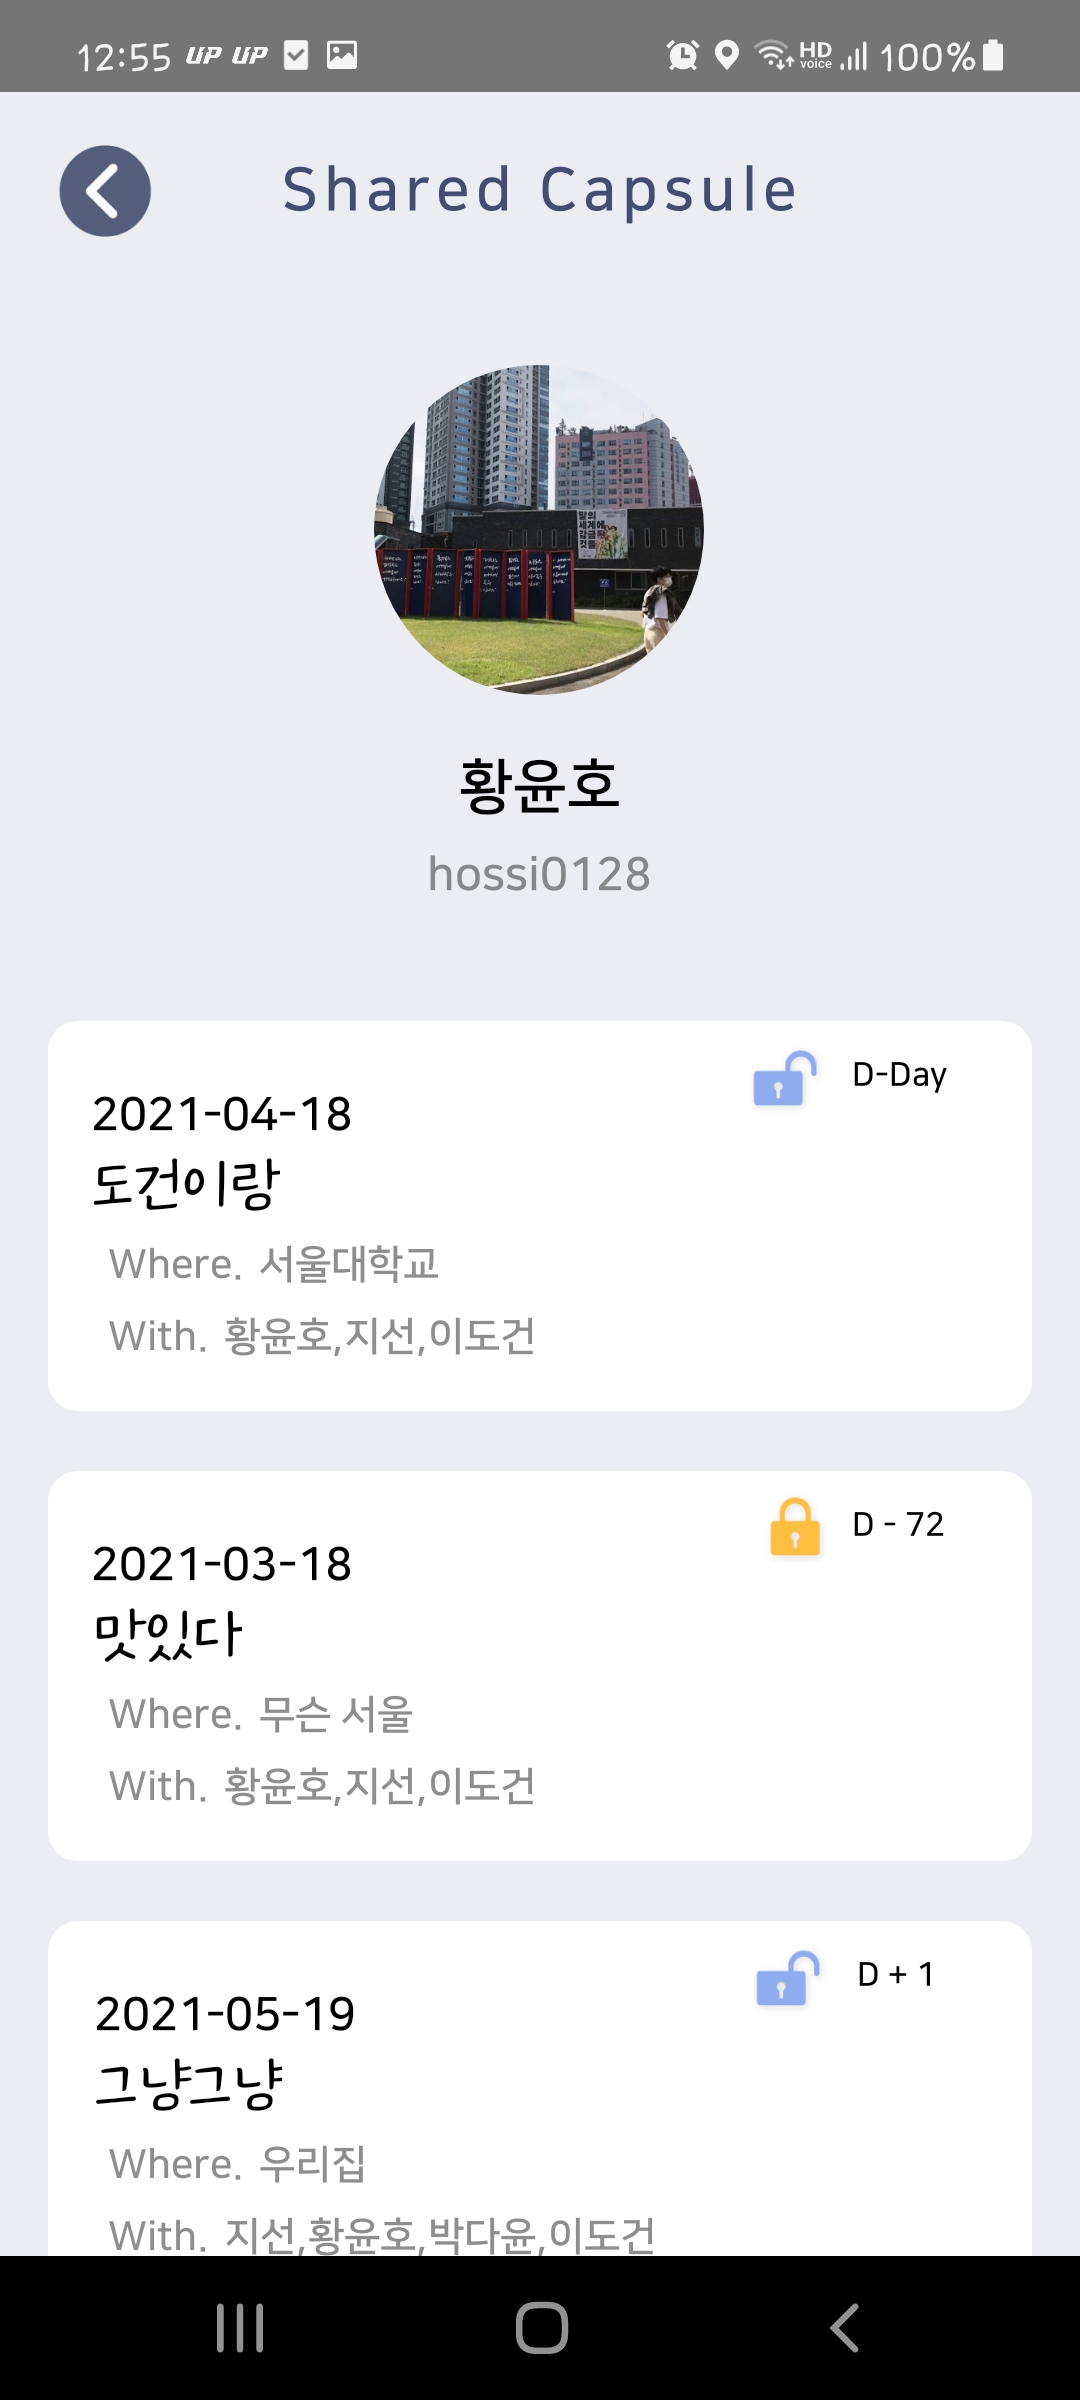 12:55 UP UP HD voice 100%
Shared Capsule
말의
세계에
감금된
것들
황윤호
hossi0128
D-Day
2021-04-18
도건이랑
Where. 서울대학교
With. 황윤호,지선,이도건
D - 72
2021-03-18
맛있다
Where. 무슨 서울
With. 황윤호,지선,이도건
D + 1
2021-05-19
그냥그냥
Where. 우리집
With. 지선,황윤호,박다윤,이도건